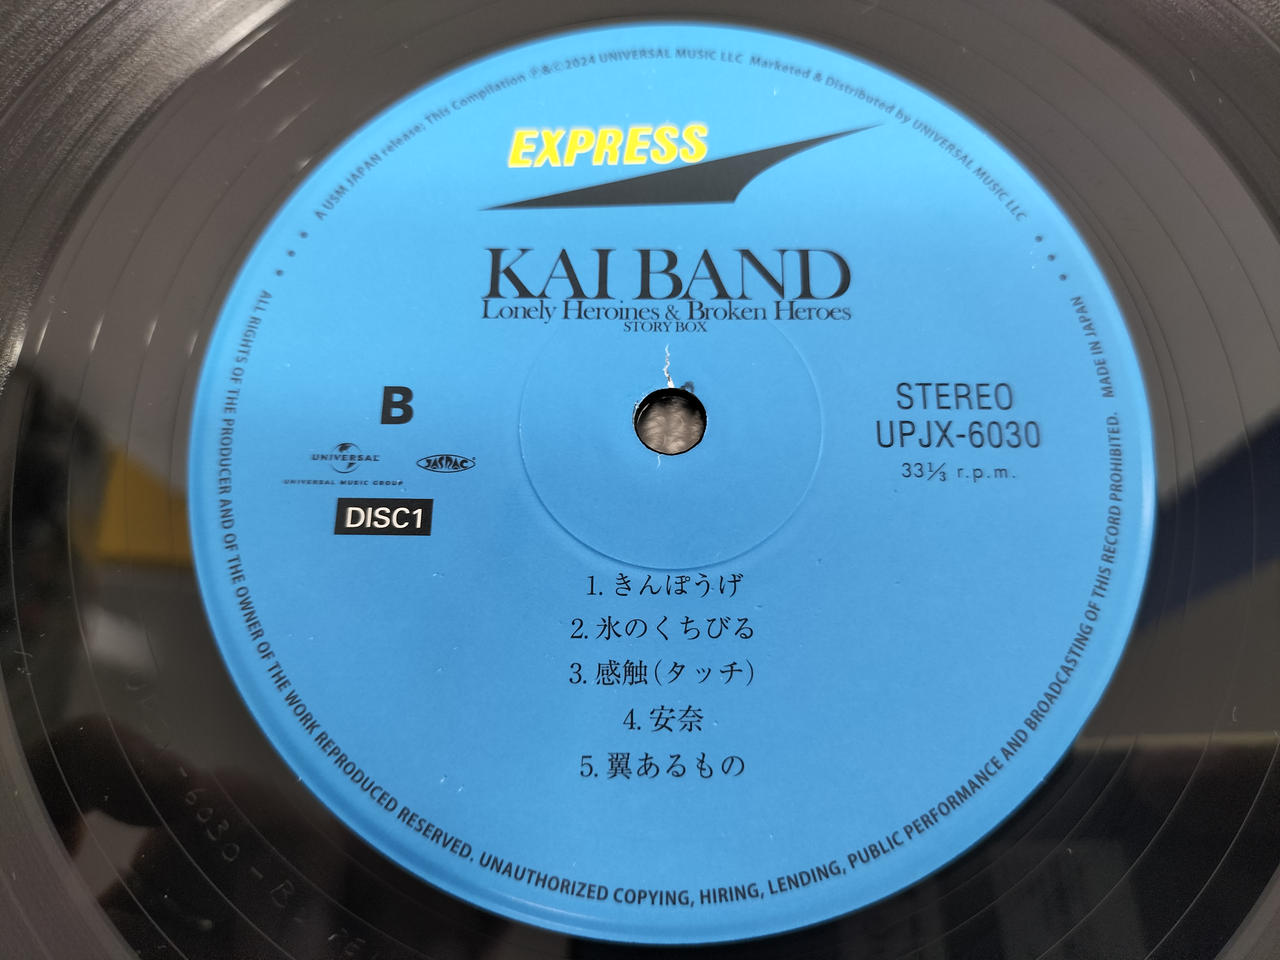 A USM JAPAN release; This Compilation ℗&©2024 UNIVERSAL MUSIC LLC Marketed & Distributed by UNIVERSAL MUSIC LLC
EXPRESS
KAI BAND
Lonely Heroines & Broken Heroes
STORY BOX
B
UNIVERSAL
UNIVERSAL MUSIC GROUP
JASRAC
DISC1
STEREO
UPJX-6030
33⅓ r.p.m.
1. きんぽうげ
2. 氷のくちびる
3. 感触(タッチ)
4. 安奈
5. 翼あるもの
ALL RIGHTS OF THE PRODUCER AND OF THE OWNER OF THE WORK REPRODUCED RESERVED. UNAUTHORIZED COPYING, HIRING, LENDING, PUBLIC PERFORMANCE AND BROADCASTING OF THIS RECORD PROHIBITED. MADE IN JAPAN